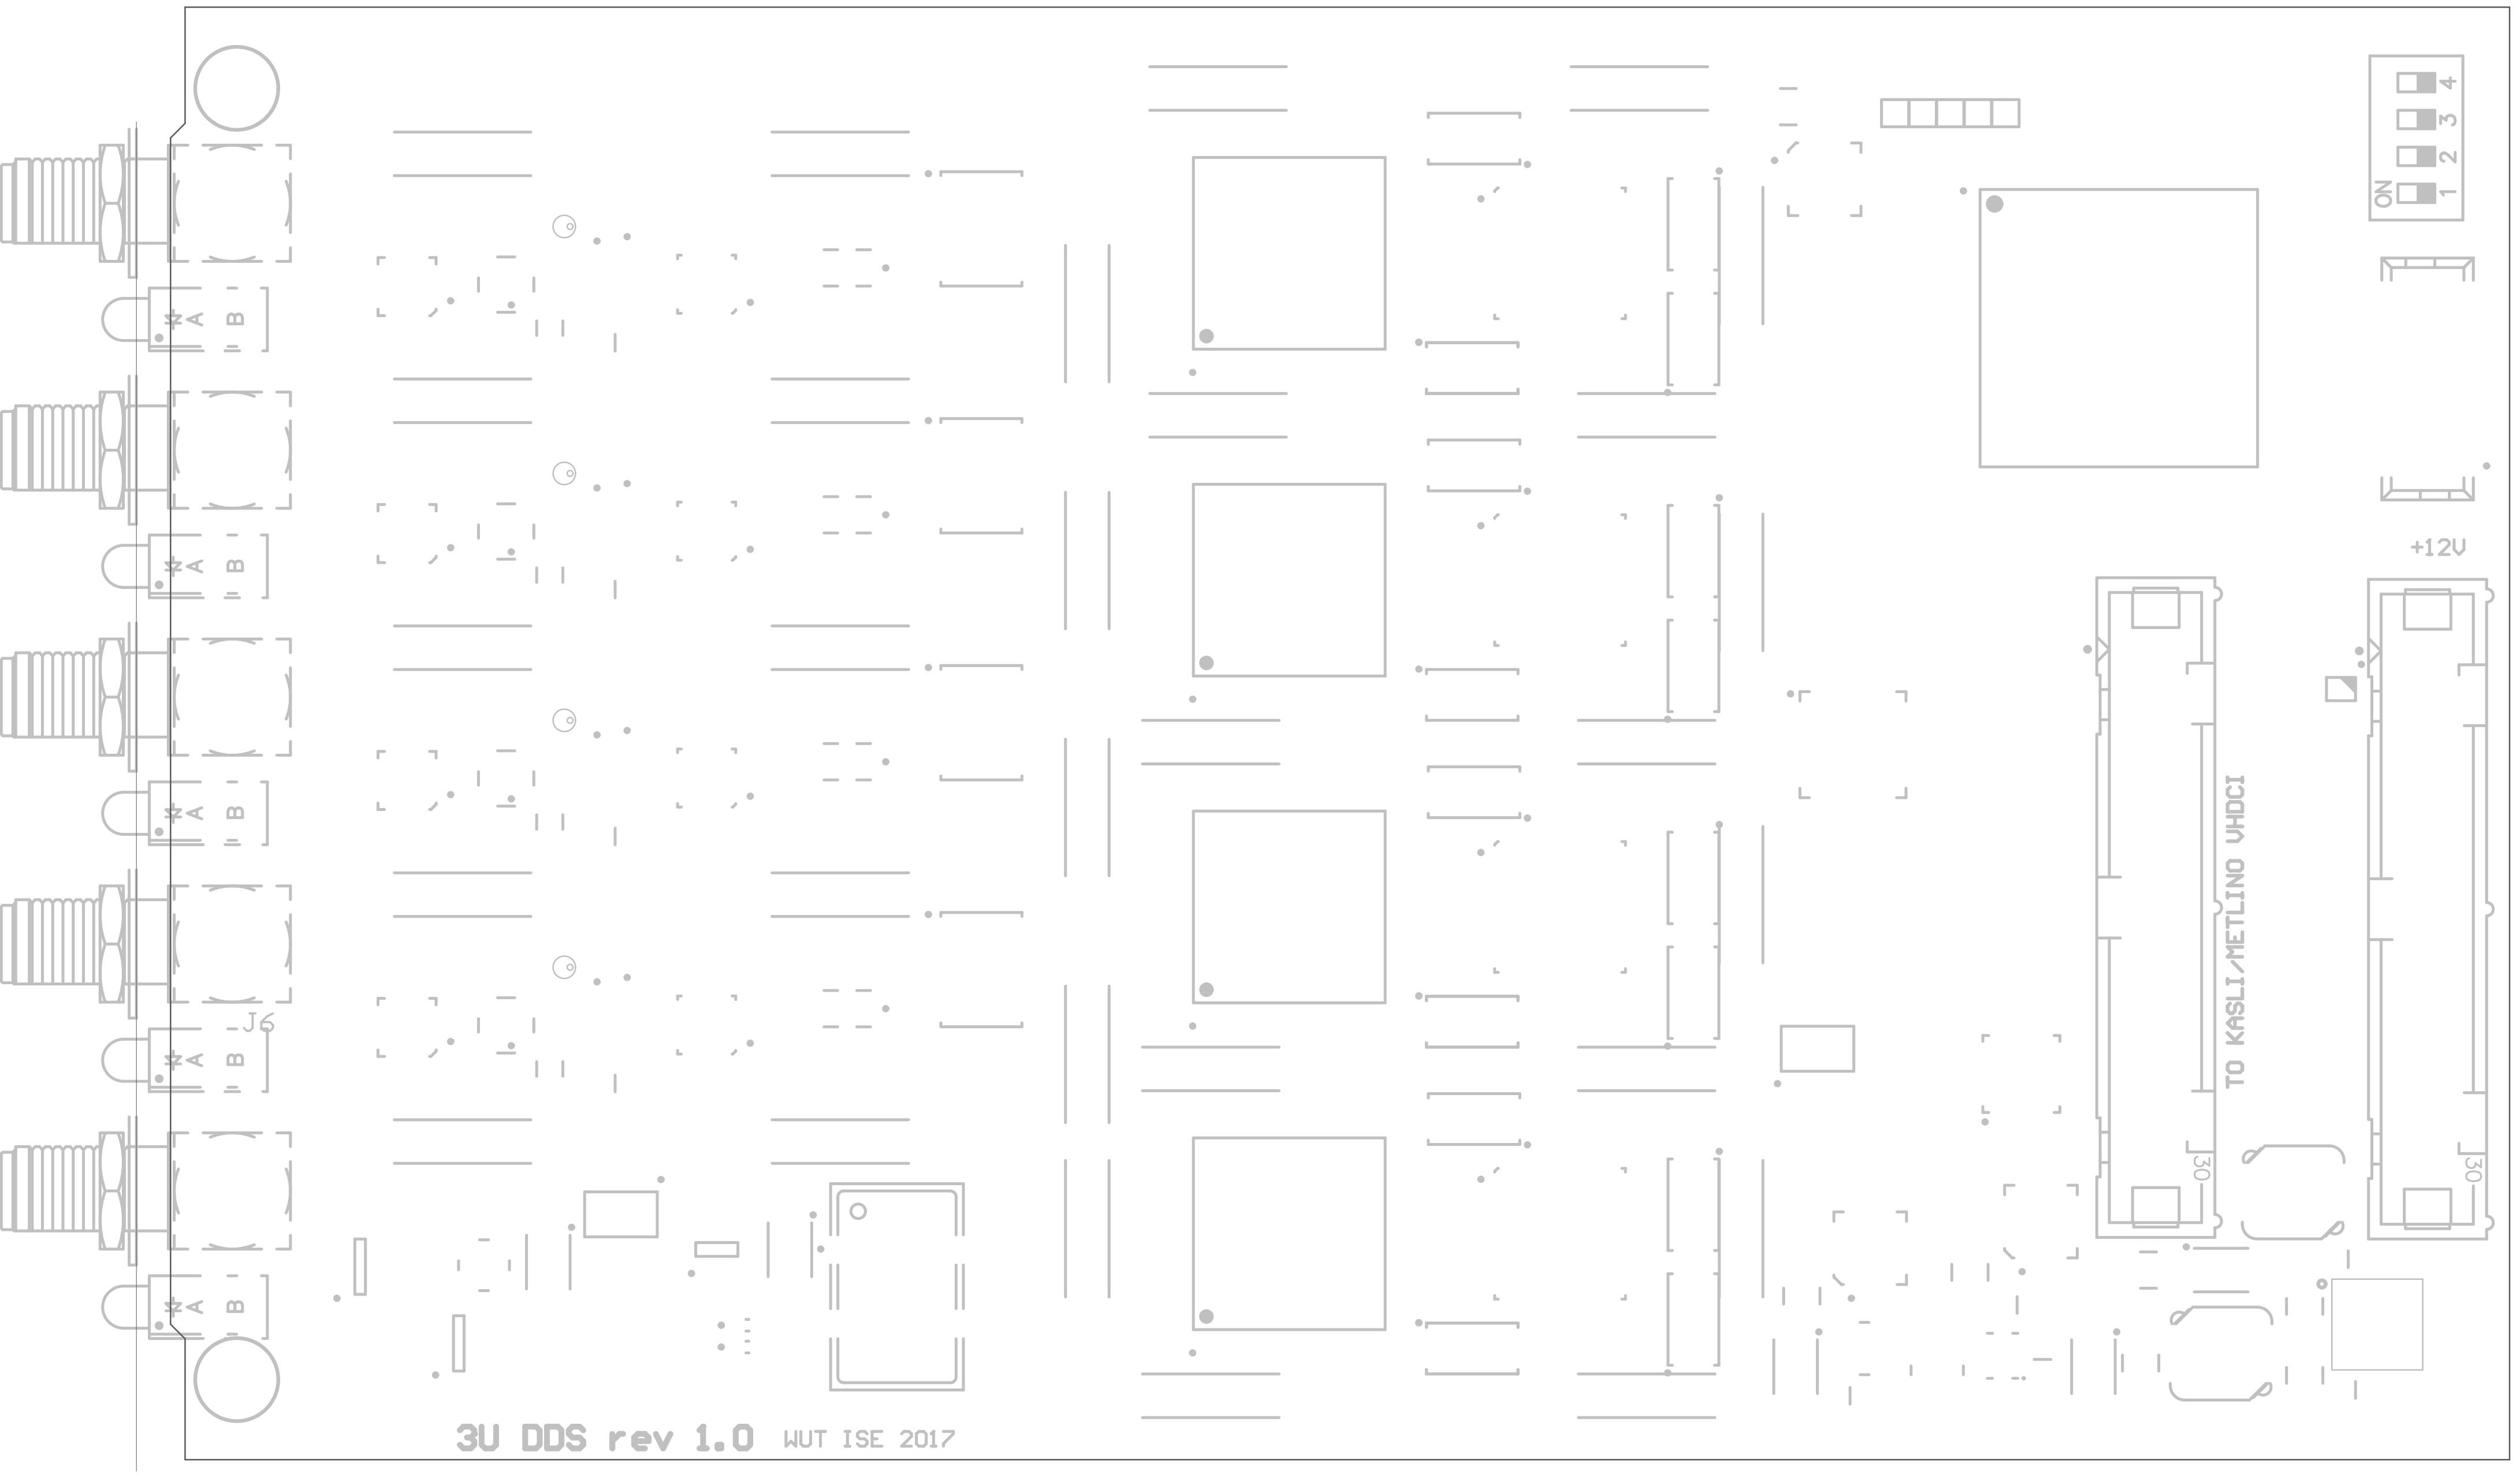 4
3
2
1
ON
A B
+12V
A B
A B
TO KASLI/METLINO VHDCI
J6
A B
30
30
A B
3U DDS rev 1.0 WUT ISE 2017